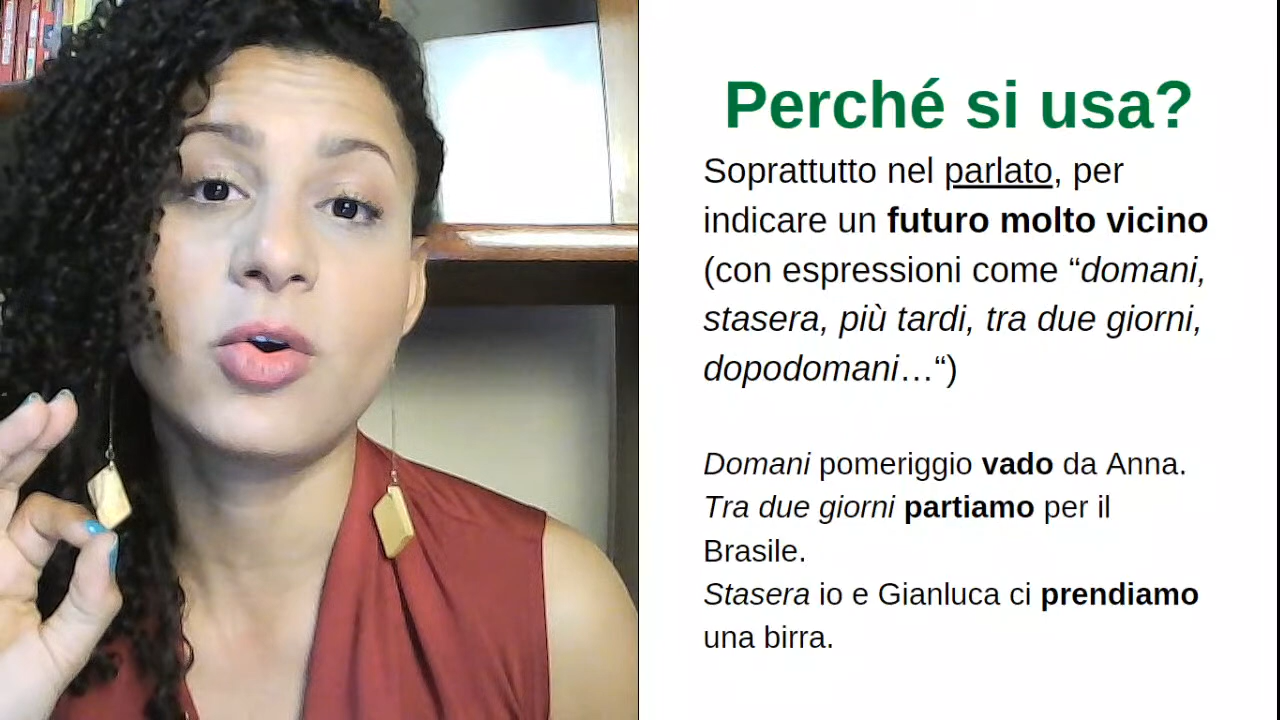 Perché si usa?
Soprattutto nel parlato, per
indicare un futuro molto vicino
(con espressioni come “domani,
stasera, più tardi, tra due giorni,
dopodomani…“)
Domani pomeriggio vado da Anna.
Tra due giorni partiamo per il
Brasile.
Stasera io e Gianluca ci prendiamo
una birra.